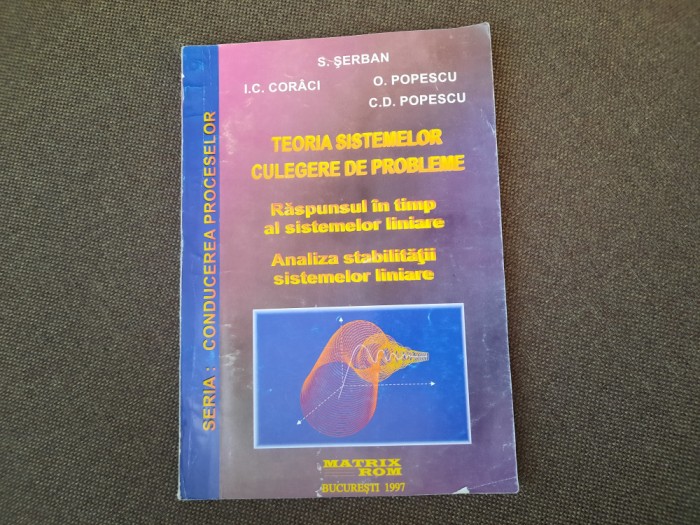 S. ŞERBAN
I.C. CORÂCI O. POPESCU
C.D. POPESCU
TEORIA SISTEMELOR
CULEGERE DE PROBLEME
Răspunsul în timp
al sistemelor liniare
Analiza stabilităţii
sistemelor liniare
MATRIX
ROM
BUCUREŞTI 1997
SERIA : CONDUCEREA PROCESELOR